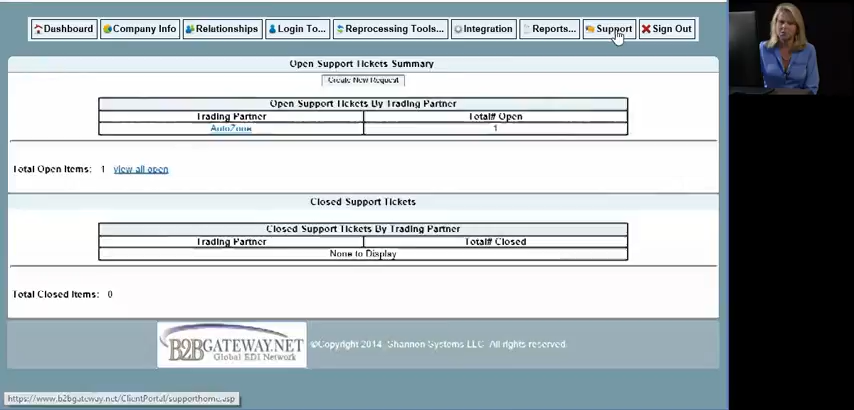 Dashboard Company Info Relationships Login To... Reprocessing Tools... Integration Reports... Support Sign Out
Open Support Tickets Summary
Create New Request
Open Support Tickets By Trading Partner
Trading Partner Total# Open
AutoZone 1
Total Open Items: 1 view all open
Closed Support Tickets
Closed Support Tickets By Trading Partner
Trading Partner Total# Closed
None to Display
Total Closed Items: 0
B2BGATEWAY.NET
Global EDI Network
©Copyright 2014 Shannon Systems LLC All rights reserved.
https://www.b2bgateway.net/ClientPortal/supporthome.asp